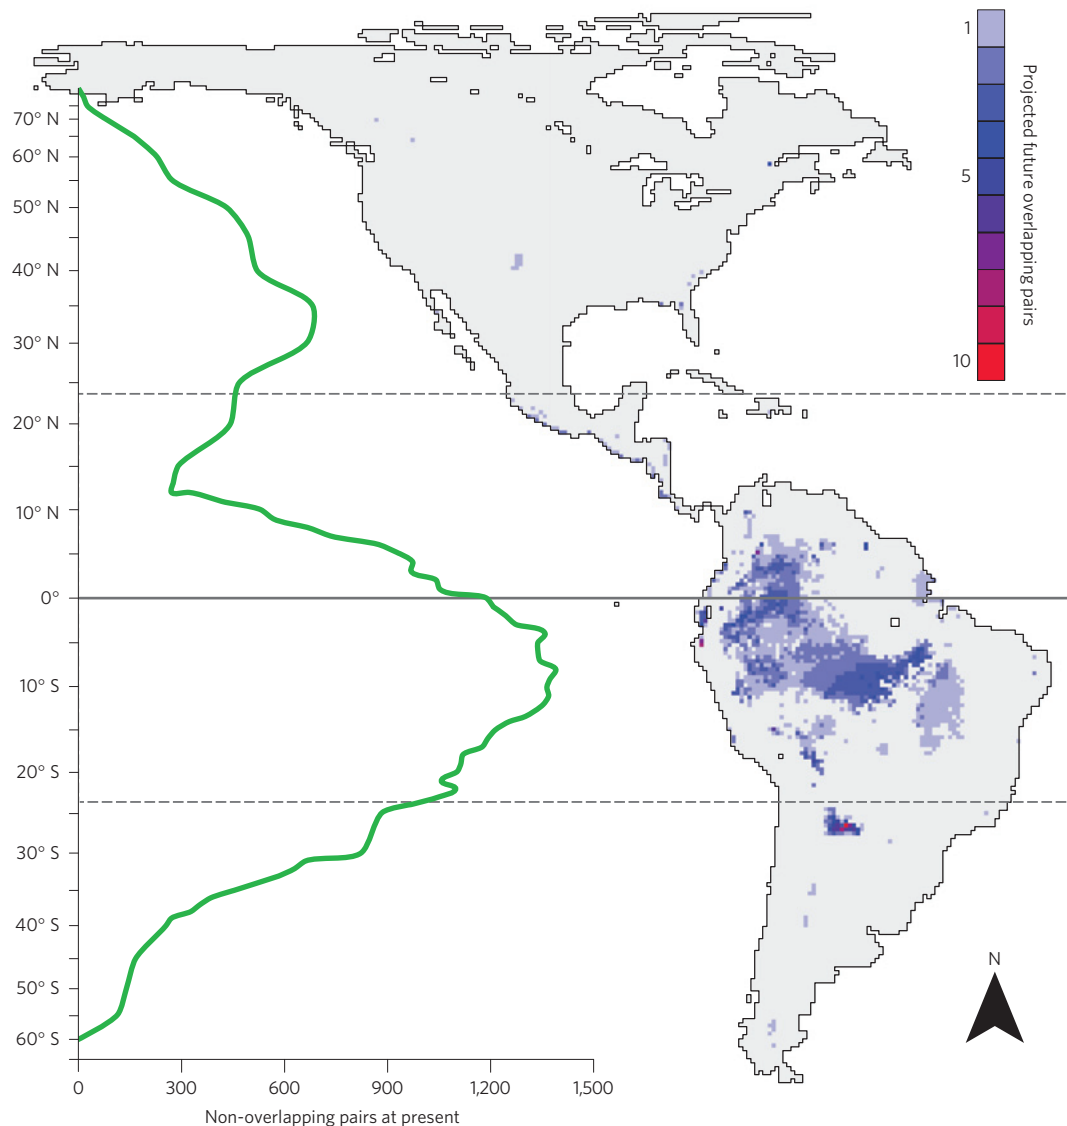 1
5
10
Projected future overlapping pairs
70° N
60° N
50° N
40° N
30° N
20° N
10° N
0°
10° S
20° S
30° S
40° S
50° S
60° S
N
0
300
600
900
1,200
1,500
Non-overlapping pairs at present